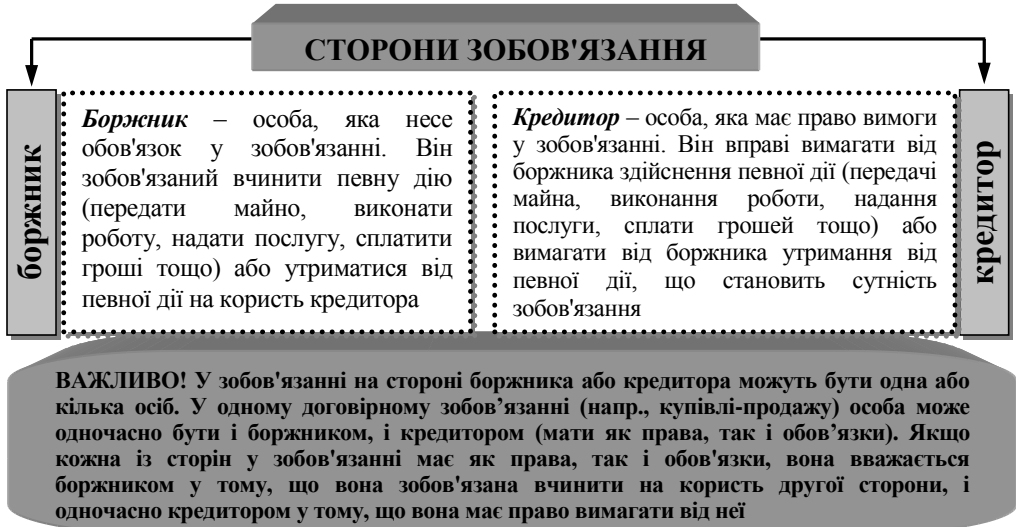 СТОРОНИ ЗОБОВ'ЯЗАННЯ
боржник
Боржник – особа, яка несе
обов'язок у зобов'язанні. Він
зобов'язаний вчинити певну дію
(передати майно, виконати
роботу, надати послугу, сплатити
гроші тощо) або утриматися від
певної дії на користь кредитора
Кредитор – особа, яка має право вимоги
у зобов'язанні. Він вправі вимагати від
боржника здійснення певної дії (передачі
майна, виконання роботи, надання
послуги, сплати грошей тощо) або
вимагати від боржника утримання від
певної дії, що становить сутність
зобов'язання
кредитор
ВАЖЛИВО! У зобов'язанні на стороні боржника або кредитора можуть бути одна або
кілька осіб. У одному договірному зобов’язанні (напр., купівлі-продажу) особа може
одночасно бути і боржником, і кредитором (мати як права, так і обов’язки). Якщо
кожна із сторін у зобов'язанні має як права, так і обов'язки, вона вважається
боржником у тому, що вона зобов'язана вчинити на користь другої сторони, і
одночасно кредитором у тому, що вона має право вимагати від неї